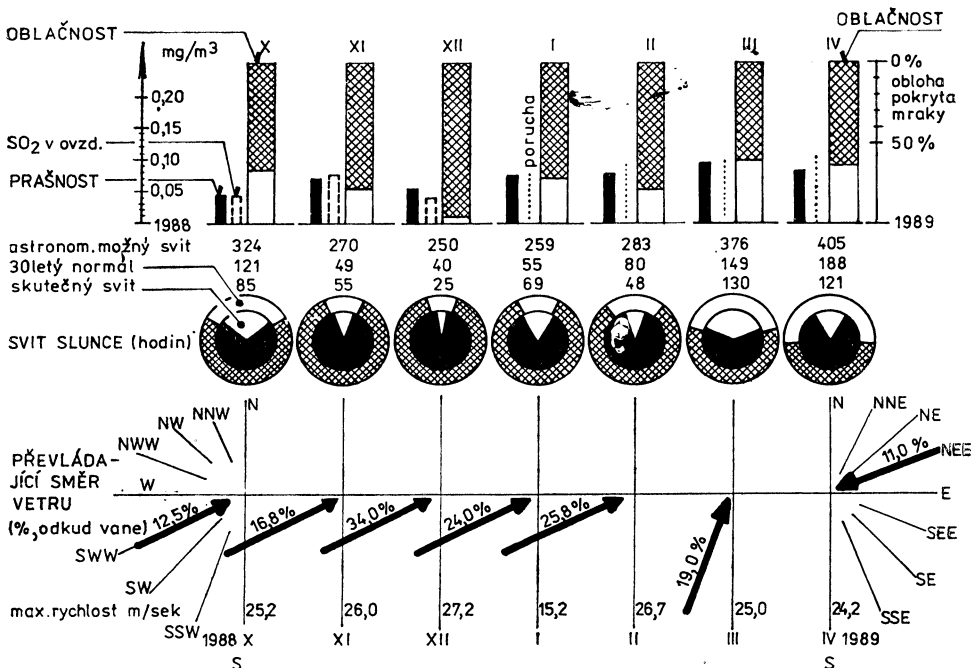 OBLAČNOST
mg/m3
X XI XII I II III IV
OBLAČNOST
0,20
0,15
0,10
0,05
1988
SO2 v ovzd.
PRAŠNOST
porucha
0%
obloha
pokryta
mraky
50%
1989
astronom.možný svit 324 270 250 259 283 376 405
30letý normál 121 49 40 55 80 149 188
skutečný svit 85 55 25 69 48 130 121
SVIT SLUNCE (hodin)
N
NNW
NW
NWW
W
PŘEVLÁDA-
JÍCÍ SMĚR
VETRU
(%, odkud vane)
SWW
SW
SSW
12,5%
16,8%
34,0%
24,0%
25,8%
19,0%
11,0%
N
NNE
NE
NEE
E
SEE
SE
SSE
max.rychlost m/sek 25,2 26,0 27,2 15,2 26,7 25,0 24,2
1988 X XI XII I II III IV 1989
S S